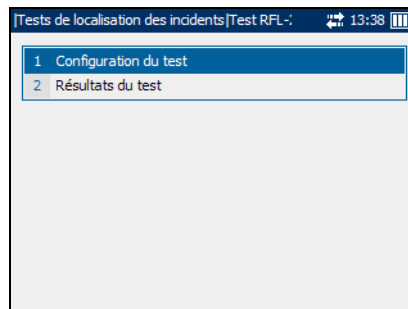 |Tests de localisation des incidents|Test RFL-: 13:38
1 Configuration du test
2 Résultats du test